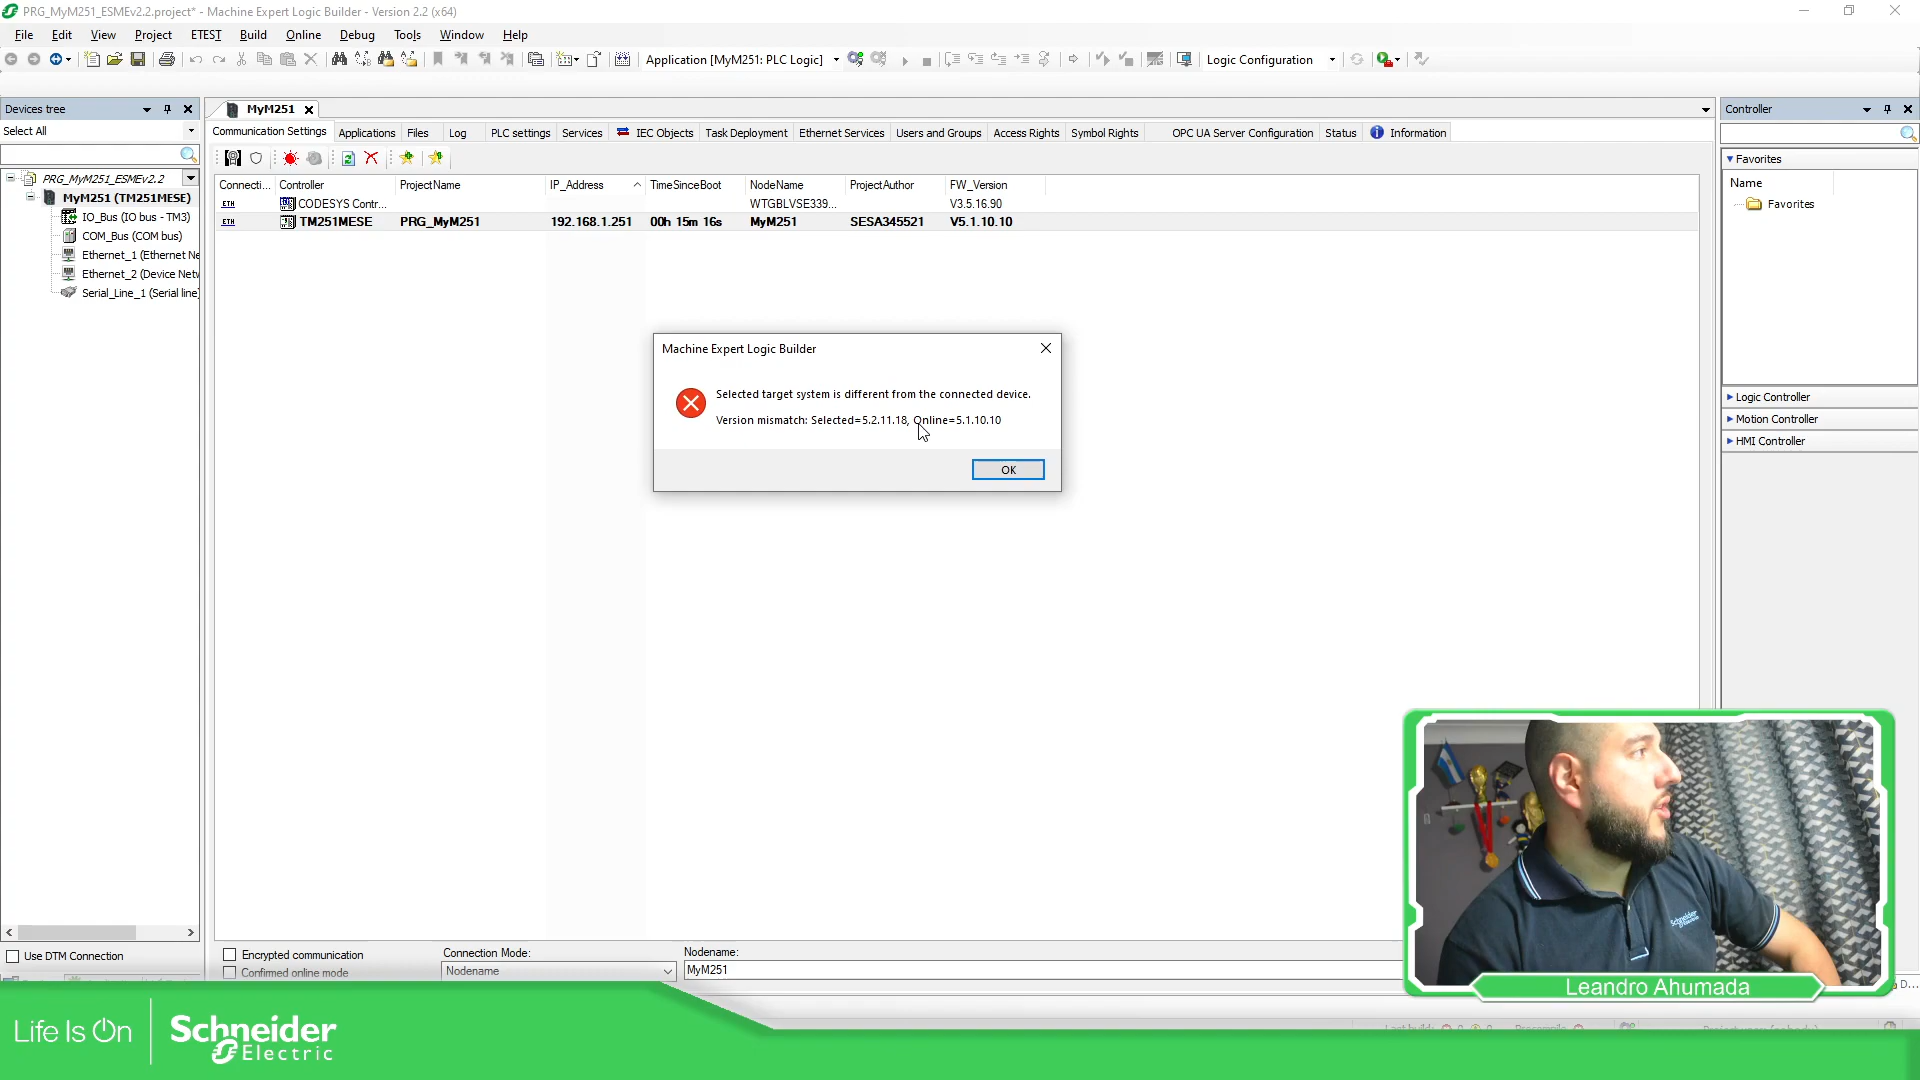 PRG_MyM251_ESMEv2.2.project* - Machine Expert Logic Builder - Version 2.2 (x64)
File Edit View Project ETEST Build Online Debug Tools Window Help
Application [MyM251: PLC Logic] Logic Configuration
Devices tree
Select All
PRG_MyM251_ESMEv2.2
MyM251 (TM251MESE)
IO_Bus (IO bus - TM3)
COM_Bus (COM bus)
Ethernet_1 (Ethernet Ne
Ethernet_2 (Device Netw
Serial_Line_1 (Serial line)
Use DTM Connection
MyM251
Communication Settings Applications Files Log PLC settings Services IEC Objects Task Deployment Ethernet Services Users and Groups Access Rights Symbol Rights OPC UA Server Configuration Status Information
Connecti... Controller ProjectName IP_Address TimeSinceBoot NodeName ProjectAuthor FW_Version
ETH CODESYS Contr... WTGBLVSE339... V3.5.16.90
ETH TM251MESE PRG_MyM251 192.168.1.251 00h 15m 16s MyM251 SESA345521 V5.1.10.10
Machine Expert Logic Builder
Selected target system is different from the connected device.
Version mismatch: Selected=5.2.11.18, Online=5.1.10.10
OK
Encrypted communication
Confirmed online mode
Connection Mode:
Nodename
Nodename:
MyM251
Controller
Favorites
Name
Favorites
Logic Controller
Motion Controller
HMI Controller
Leandro Ahumada
Life Is On
Schneider
Electric